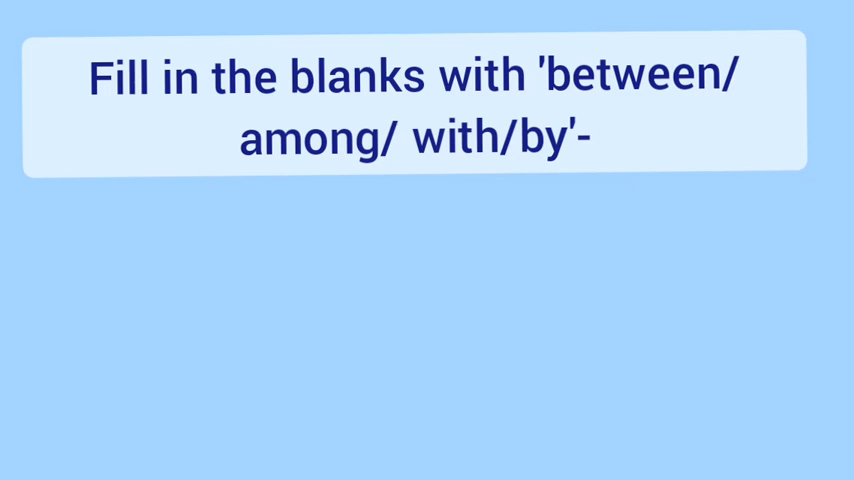 Fill in the blanks with 'between/
among/ with/by'-